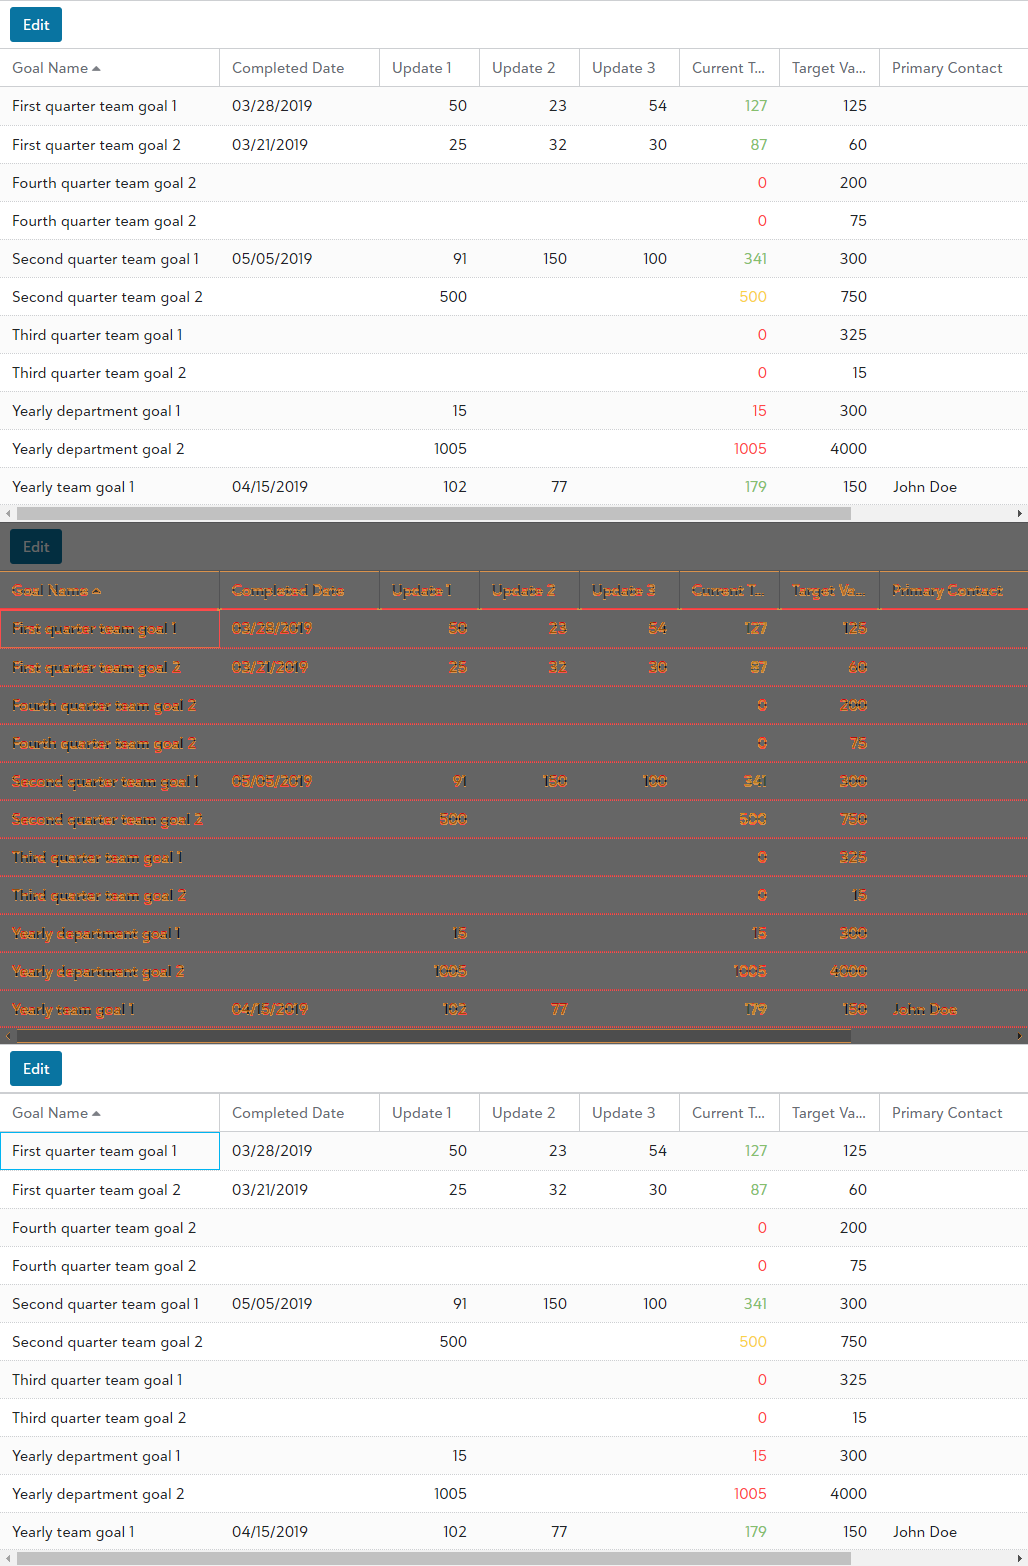 Edit
Goal Name Completed Date Update 1 Update 2 Update 3 Current T... Target Va... Primary Contact
First quarter team goal 1 03/28/2019 50 23 54 127 125
First quarter team goal 2 03/21/2019 25 32 30 87 60
Fourth quarter team goal 2 0 200
Fourth quarter team goal 2 0 75
Second quarter team goal 1 05/05/2019 91 150 100 341 300
Second quarter team goal 2 500 500 750
Third quarter team goal 1 0 325
Third quarter team goal 2 0 15
Yearly department goal 1 15 15 300
Yearly department goal 2 1005 1005 4000
Yearly team goal 1 04/15/2019 102 77 179 150 John Doe
Edit
Goal Name Completed Date Update 1 Update 2 Update 3 Current T... Target Va... Primary Contact
First quarter team goal 1 03/28/2019 50 23 54 127 125
First quarter team goal 2 03/21/2019 25 32 30 87 60
Fourth quarter team goal 2 0 200
Fourth quarter team goal 2 0 75
Second quarter team goal 1 05/05/2019 91 150 100 341 300
Second quarter team goal 2 500 500 750
Third quarter team goal 1 0 325
Third quarter team goal 2 0 15
Yearly department goal 1 15 15 300
Yearly department goal 2 1005 1005 4000
Yearly team goal 1 04/15/2019 102 77 179 150 John Doe
Edit
Goal Name Completed Date Update 1 Update 2 Update 3 Current T... Target Va... Primary Contact
First quarter team goal 1 03/28/2019 50 23 54 127 125
First quarter team goal 2 03/21/2019 25 32 30 87 60
Fourth quarter team goal 2 0 200
Fourth quarter team goal 2 0 75
Second quarter team goal 1 05/05/2019 91 150 100 341 300
Second quarter team goal 2 500 500 750
Third quarter team goal 1 0 325
Third quarter team goal 2 0 15
Yearly department goal 1 15 15 300
Yearly department goal 2 1005 1005 4000
Yearly team goal 1 04/15/2019 102 77 179 150 John Doe